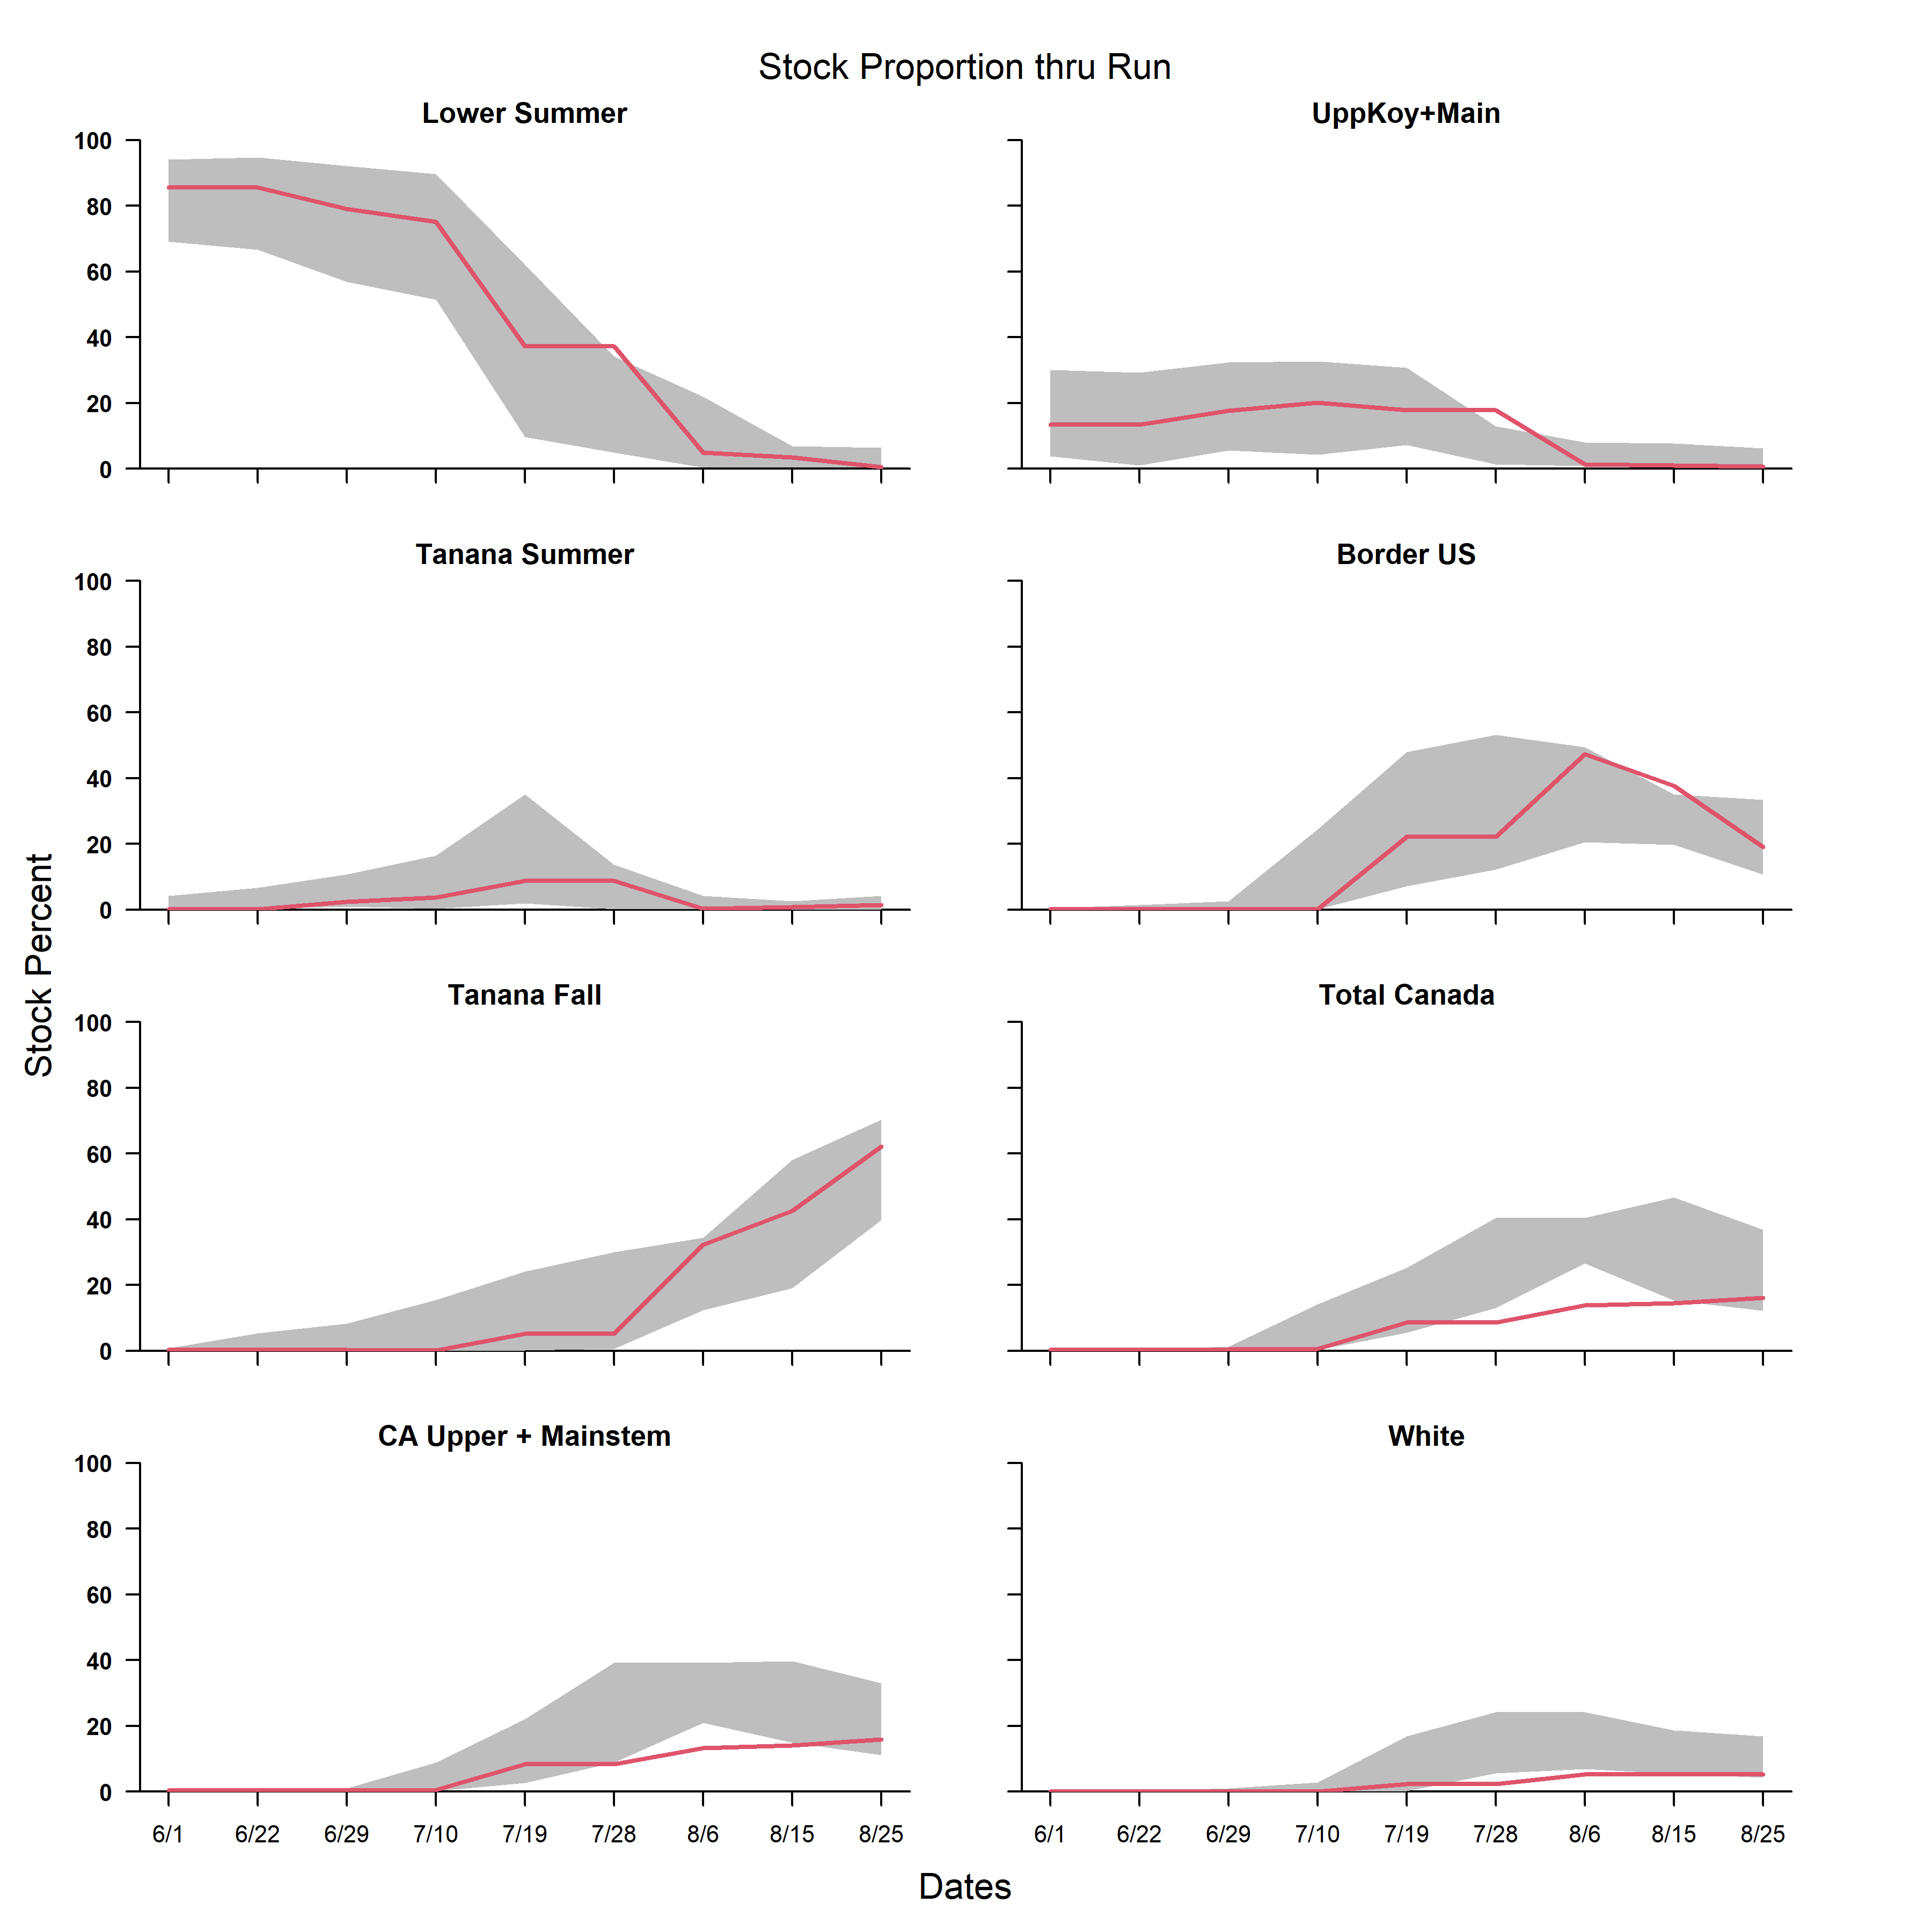 Stock Proportion thru Run
Lower Summer
UppKoy+Main
100
80
60
40
20
0
Tanana Summer
Border US
100
80
60
40
20
0
Tanana Fall
Total Canada
100
80
60
40
20
0
CA Upper + Mainstem
White
100
80
60
40
20
0
6/1 6/22 6/29 7/10 7/19 7/28 8/6 8/15 8/25
6/1 6/22 6/29 7/10 7/19 7/28 8/6 8/15 8/25
Stock Percent
Dates